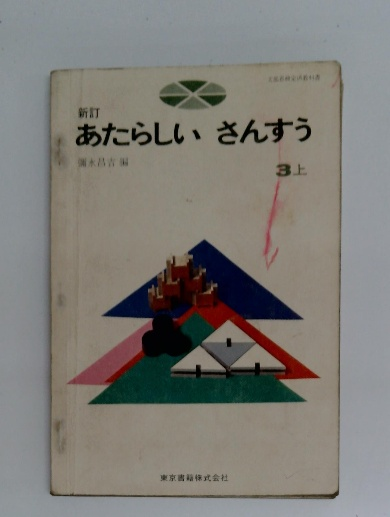 文部省検定済教科書
新訂
あたらしい さんすう
彌永昌吉 編
3上
東京書籍株式会社